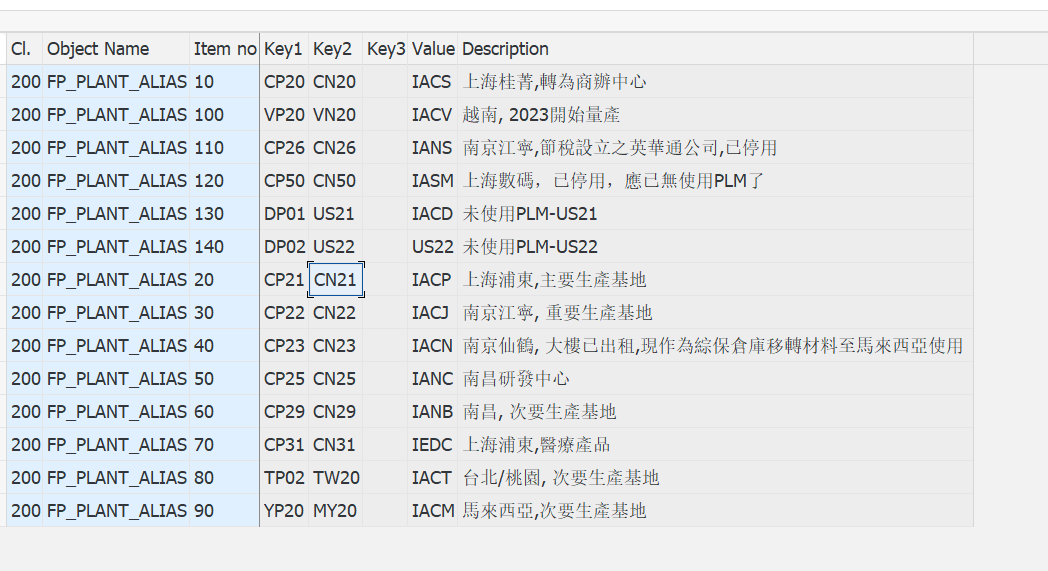 Cl. Object Name Item no Key1 Key2 Key3 Value Description
200 FP_PLANT_ALIAS 10 CP20 CN20 IACS 上海桂菁,轉為商辦中心
200 FP_PLANT_ALIAS 100 VP20 VN20 IACV 越南, 2023開始量產
200 FP_PLANT_ALIAS 110 CP26 CN26 IANS 南京江寧,節稅設立之英華通公司,已停用
200 FP_PLANT_ALIAS 120 CP50 CN50 IASM 上海數碼，已停用，應已無使用PLM了
200 FP_PLANT_ALIAS 130 DP01 US21 IACD 未使用PLM-US21
200 FP_PLANT_ALIAS 140 DP02 US22 US22 未使用PLM-US22
200 FP_PLANT_ALIAS 20 CP21 CN21 IACP 上海浦東,主要生產基地
200 FP_PLANT_ALIAS 30 CP22 CN22 IACJ 南京江寧, 重要生產基地
200 FP_PLANT_ALIAS 40 CP23 CN23 IACN 南京仙鶴, 大樓已出租,現作為綜保倉庫移轉材料至馬來西亞使用
200 FP_PLANT_ALIAS 50 CP25 CN25 IANC 南昌研發中心
200 FP_PLANT_ALIAS 60 CP29 CN29 IANB 南昌, 次要生產基地
200 FP_PLANT_ALIAS 70 CP31 CN31 IEDC 上海浦東,醫療產品
200 FP_PLANT_ALIAS 80 TP02 TW20 IACT 台北/桃園, 次要生產基地
200 FP_PLANT_ALIAS 90 YP20 MY20 IACM 馬來西亞,次要生產基地